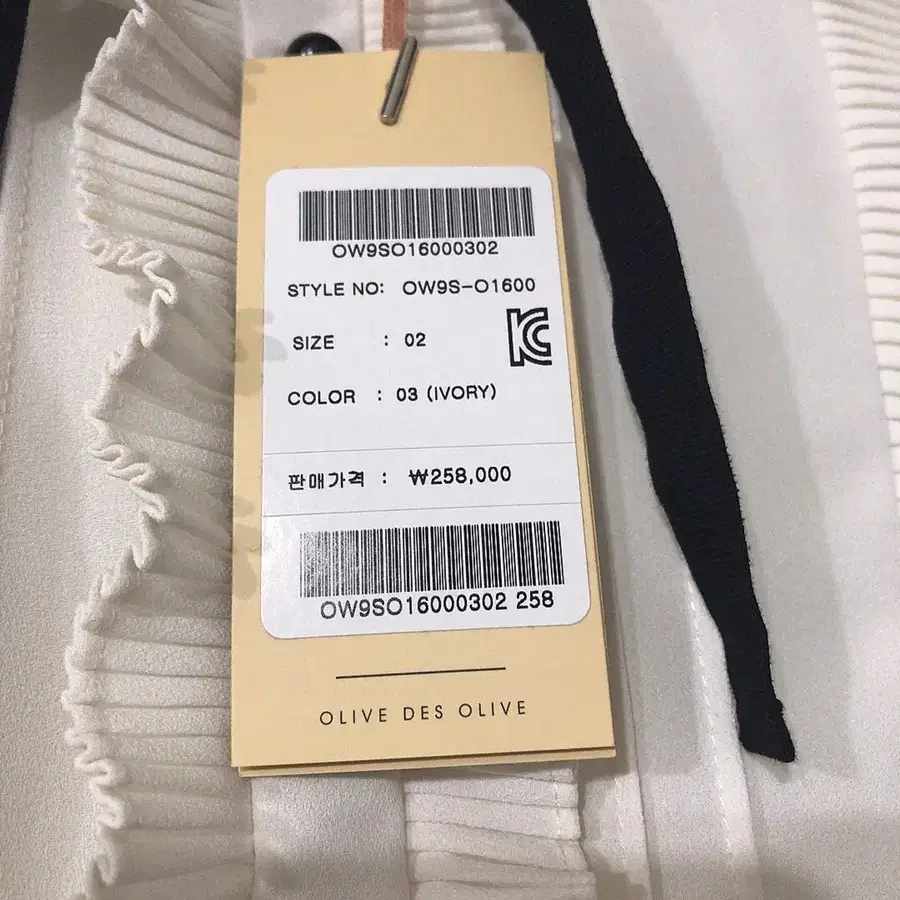 OW9SO16000302
STYLE NO: OW9S-O1600
SIZE : 02
KC
COLOR : 03 (IVORY)
판매가격 : ₩258,000
OW9SO16000302 258
OLIVE DES OLIVE